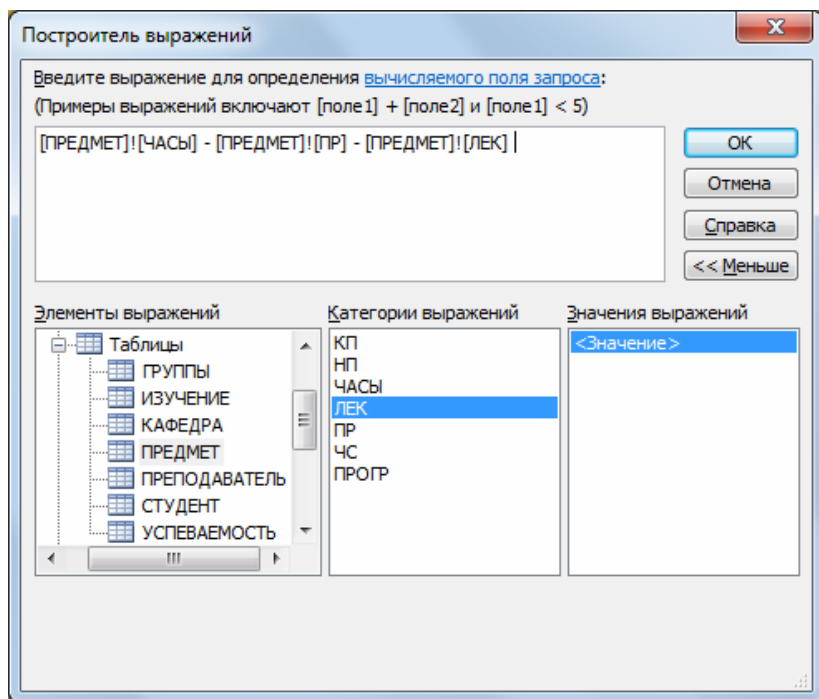 Построитель выражений
Введите выражение для определения вычисляемого поля запроса:
(Примеры выражений включают [поле1] + [поле2] и [поле1] < 5)
[ПРЕДМЕТ]![ЧАСЫ] - [ПРЕДМЕТ]![ПР] - [ПРЕДМЕТ]![ЛЕК]
ОК
Отмена
Справка
<< Меньше
Элементы выражений
Таблицы
ГРУППЫ
ИЗУЧЕНИЕ
КАФЕДРА
ПРЕДМЕТ
ПРЕПОДАВАТЕЛЬ
СТУДЕНТ
УСПЕВАЕМОСТЬ
Категории выражений
КП
НП
ЧАСЫ
ЛЕК
ПР
ЧС
ПРОГР
Значения выражений
<Значение>